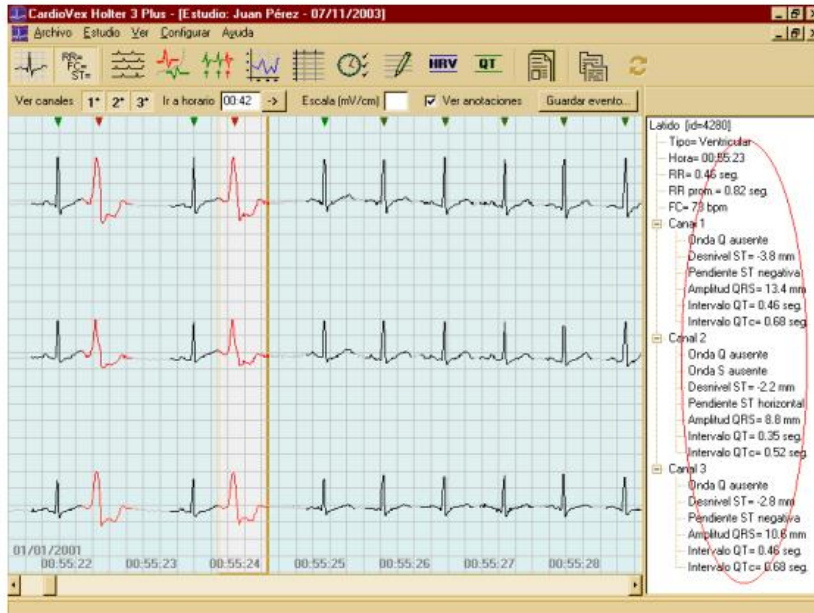 CardioVex Holter 3 Plus - [Estudio: Juan Pérez - 07/11/2003]
Archivo Estudio Ver Configurar Ayuda
RR= FC= ST=
HRV QT
Ver canales 1* 2* 3* Ir a horario 00:42 -> Escala (mV/cm) Ver anotaciones Guardar evento...
Latido [id=4280]
Tipo= Ventricular
Hora= 00:55:23
RR= 0.46 seg.
RR prom.= 0.82 seg.
FC= 73 bpm
Canal 1
Onda Q ausente
Desnivel ST= -3.8 mm
Pendiente ST negativa
Amplitud QRS= 13.4 mm
Intervalo QT= 0.46 seg.
Intervalo QTc= 0.68 seg.
Canal 2
Onda Q ausente
Onda S ausente
Desnivel ST= -2.2 mm
Pendiente ST horizontal
Amplitud QRS= 8.8 mm
Intervalo QT= 0.35 seg.
Intervalo QTc= 0.52 seg.
Canal 3
Onda Q ausente
Desnivel ST= -2.8 mm
Pendiente ST negativa
Amplitud QRS= 10.6 mm
Intervalo QT= 0.46 seg.
Intervalo QTc= 0.68 seg.
01/01/2001
00:55:22 00:55:23 00:55:24 00:55:25 00:55:26 00:55:27 00:55:28